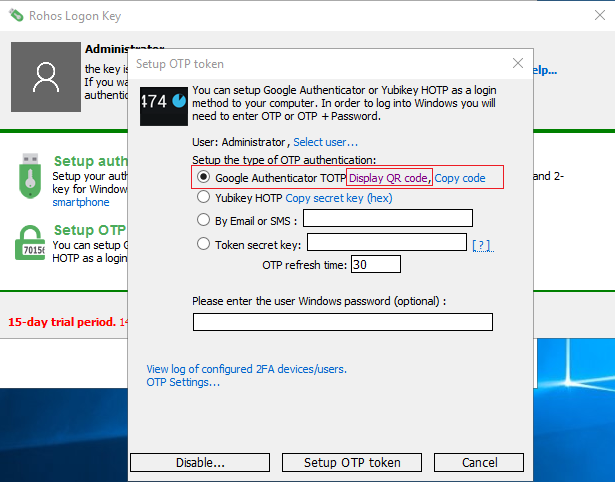 Rohos Logon Key
Administrator
the key is
If you wa
authentic
elp...
Setup auth
Setup your auth
key for Window
smartphone
and 2-
Setup OTP
You can setup G
HOTP as a login
70156
15-day trial period. 14
Setup OTP token
474
You can setup Google Authenticator or Yubikey HOTP as a login
method to your computer. In order to log into Windows you will
need to enter OTP or OTP + Password.
User: Administrator , Select user...
Setup the type of OTP authentication:
Google Authenticator TOTP Display QR code, Copy code
Yubikey HOTP Copy secret key (hex)
By Email or SMS :
Token secret key: [ ? ]
OTP refresh time: 30
Please enter the user Windows password (optional) :
View log of configured 2FA devices/users.
OTP Settings...
Disable... Setup OTP token Cancel